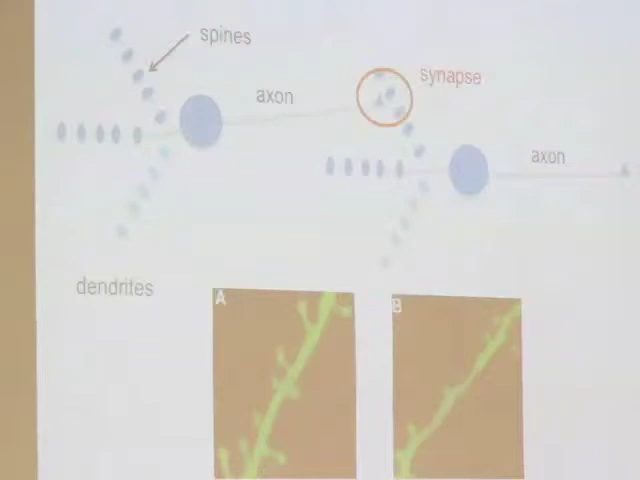 spines
axon
synapse
axon
dendrites
A
B